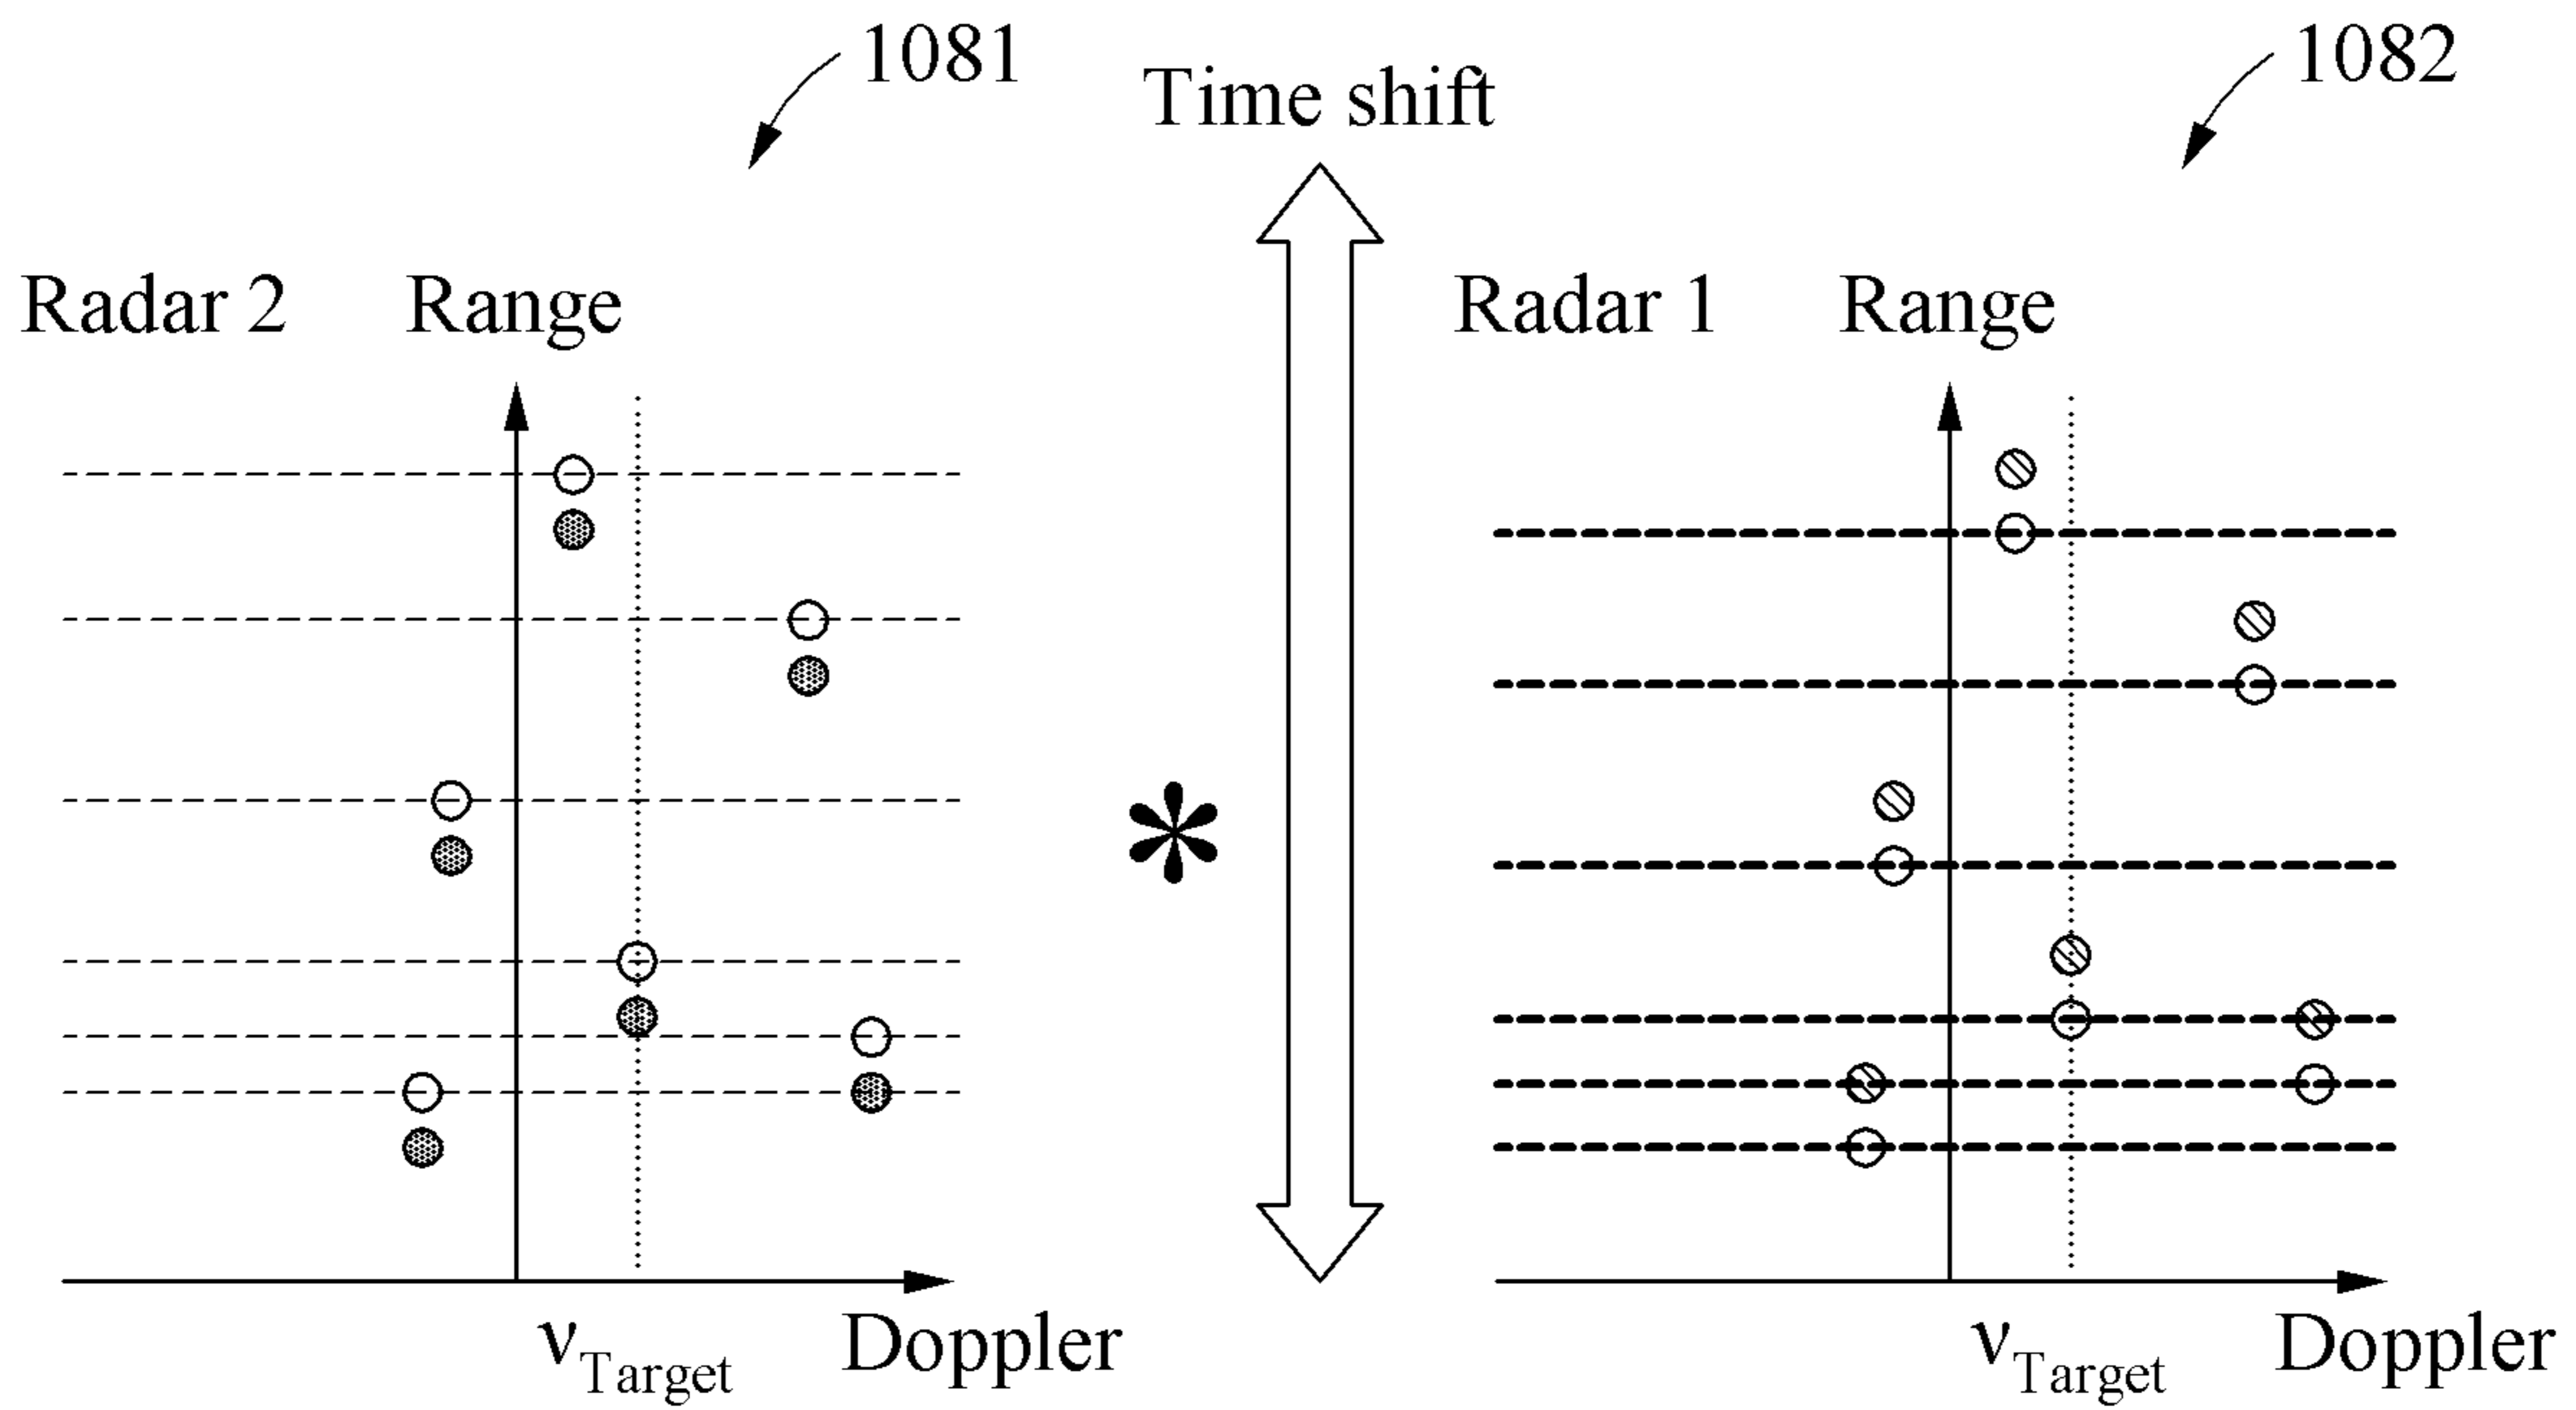 1081
Time shift
1082
Radar 2
Range
Radar 1
Range
*
νTarget
Doppler
νTarget
Doppler